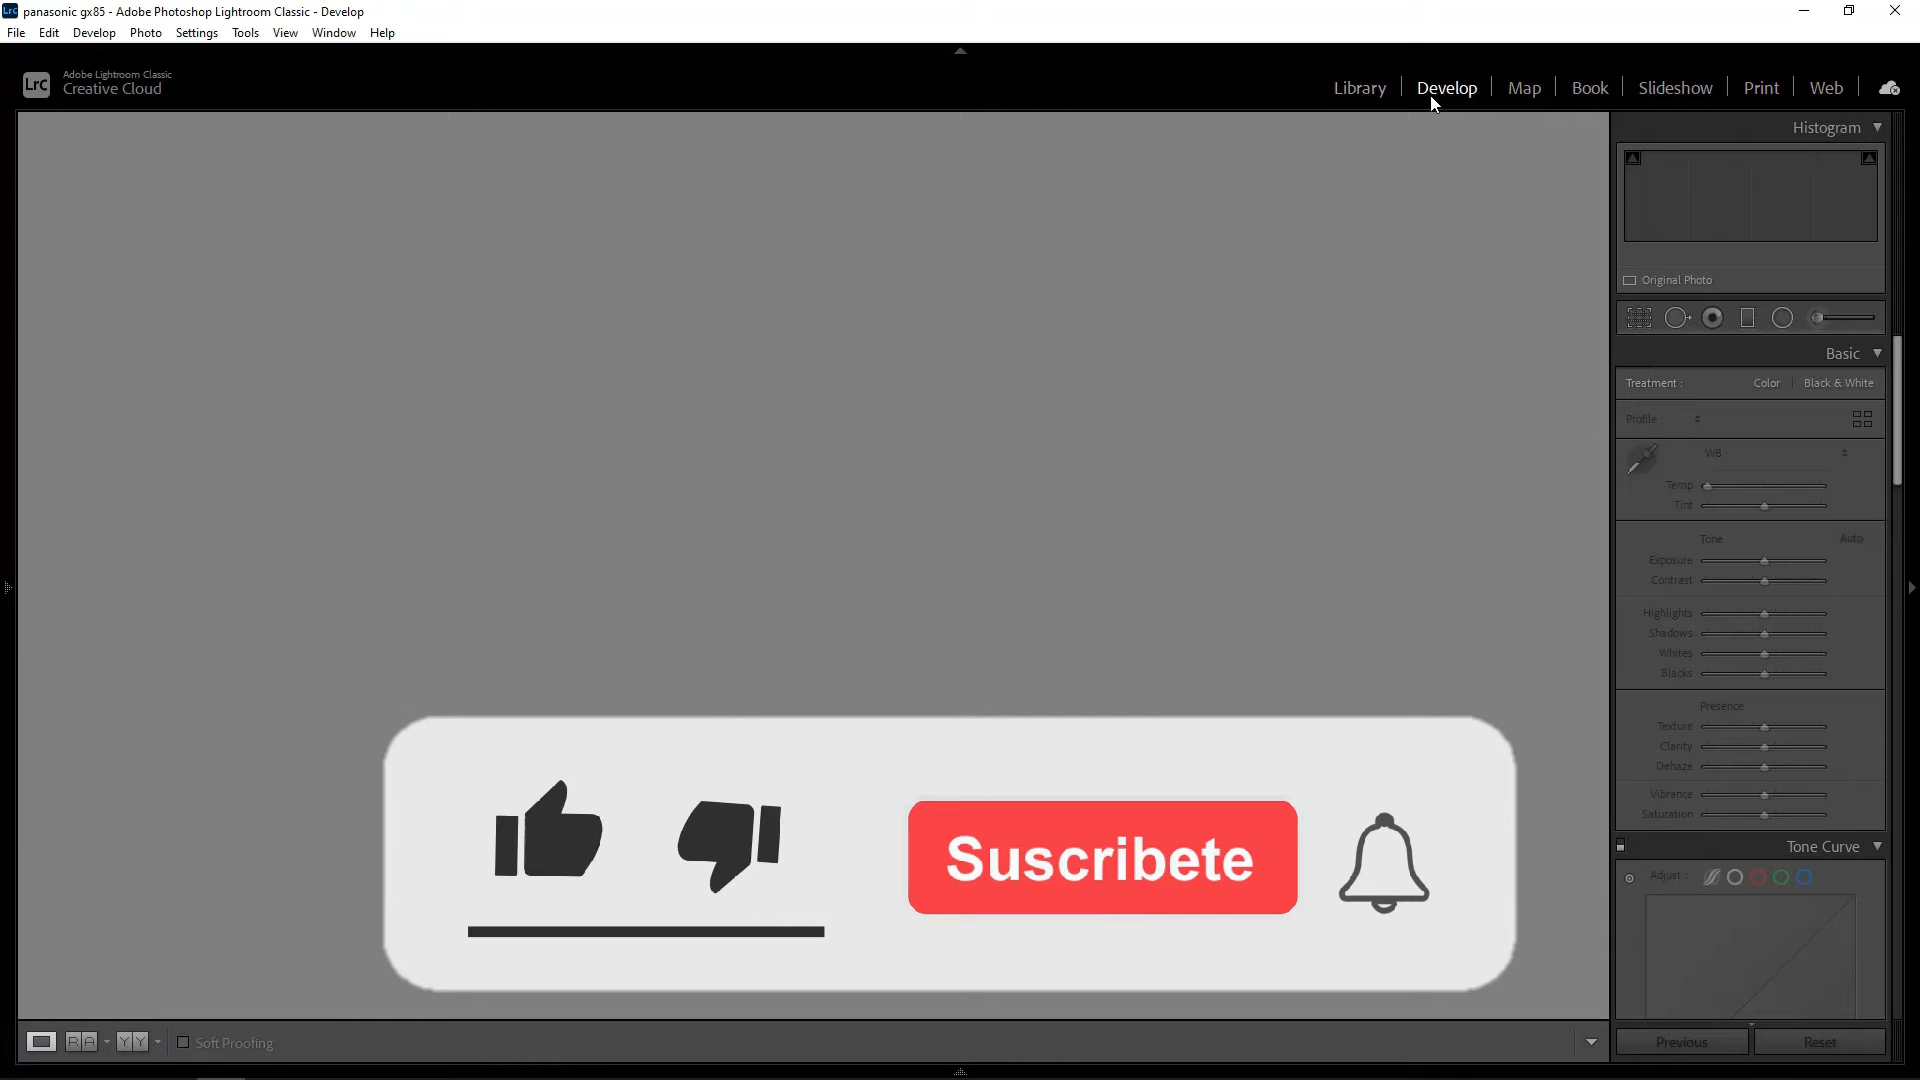 panasonic gx85 - Adobe Photoshop Lightroom Classic - Develop
File Edit Develop Photo Settings Tools View Window Help
Lrc
Adobe Lightroom Classic
Creative Cloud
Library Develop Map Book Slideshow Print Web
Histogram
Original Photo
Basic
Treatment : Color Black & White
Profile :
WB
Temp
Tint
Tone Auto
Exposure
Contrast
Highlights
Shadows
Whites
Blacks
Presence
Texture
Clarity
Dehaze
Vibrance
Saturation
Tone Curve
Adjust :
Suscribete
R A Y Y Soft Proofing
Previous Reset